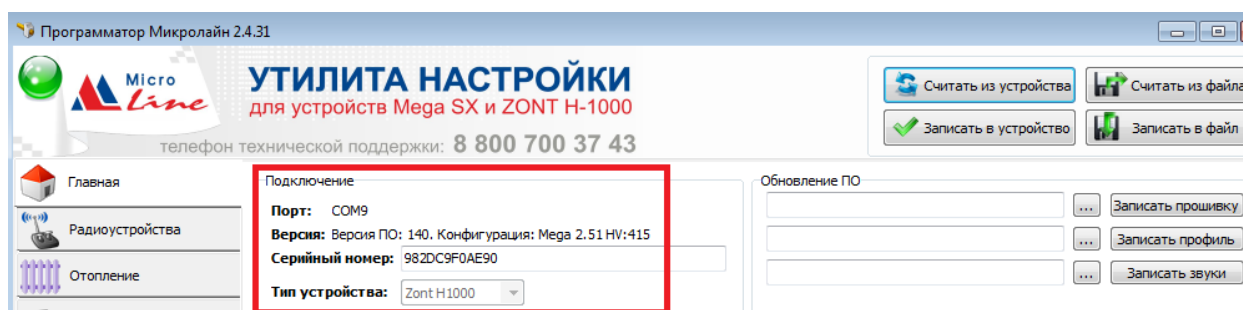 Программатор Микролайн 2.4.31
Micro
Line
УТИЛИТА НАСТРОЙКИ
для устройств Mega SX и ZONT H-1000
телефон технической поддержки: 8 800 700 37 43
Считать из устройства
Считать из файла
Записать в устройство
Записать в файл
Главная
Радиоустройства
Отопление
Подключение
Порт: COM9
Версия: Версия ПО: 140. Конфигурация: Mega 2.51 HV:415
Серийный номер: 982DC9F0AE90
Тип устройства: Zont H1000
Обновление ПО
... Записать прошивку
... Записать профиль
... Записать звуки